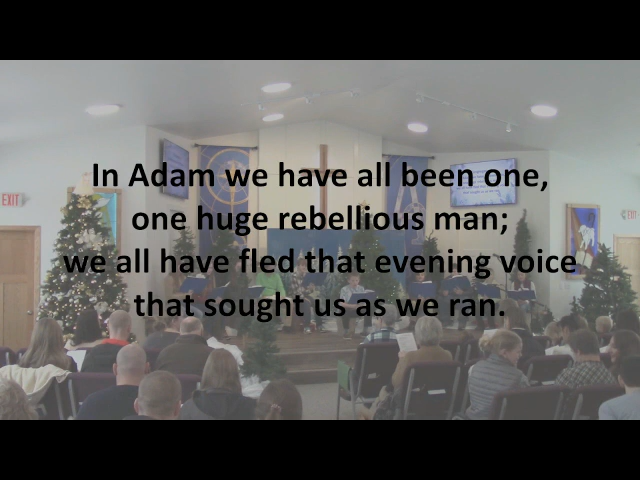 In Adam we have all been one,
one huge rebellious man;
we all have fled that evening voice
that sought us as we ran.
EXIT